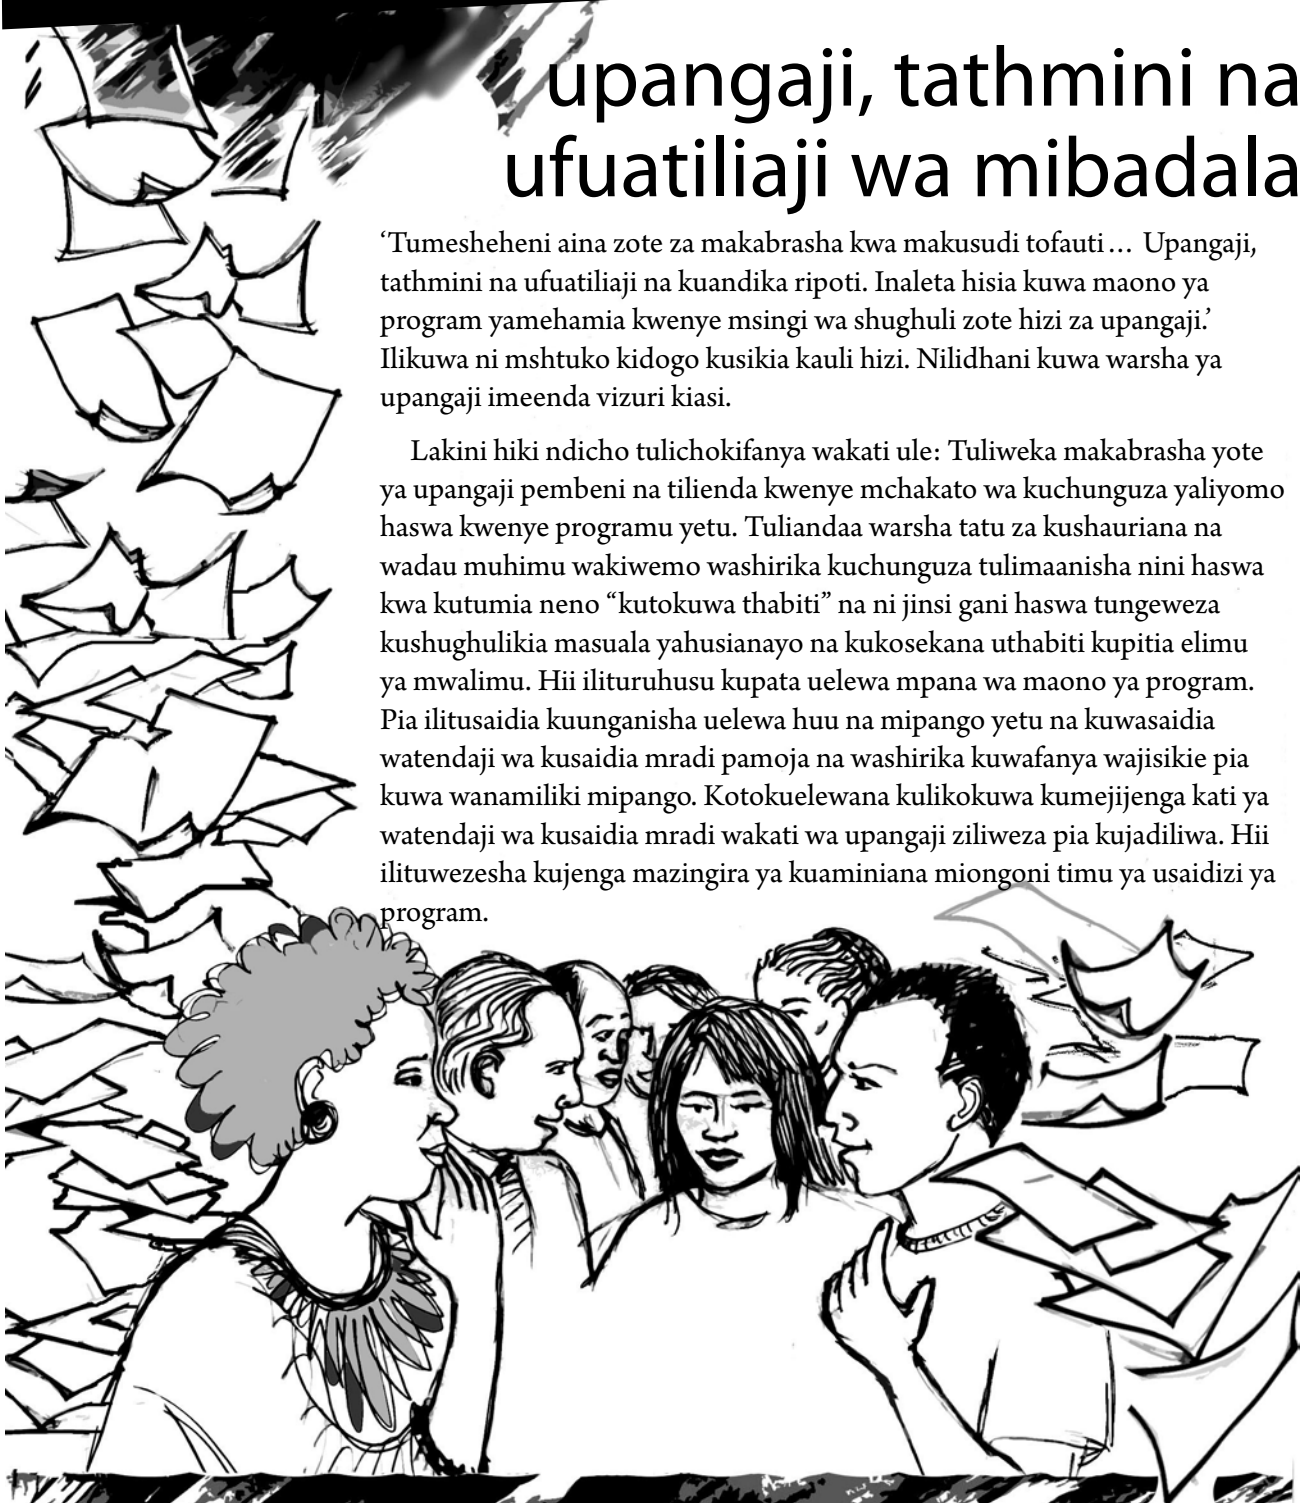 upangaji, tathmini na
ufuatiliaji wa mibadala
‘Tumesheheni aina zote za makabrasha kwa makusudi tofauti… Upangaji,
tathmini na ufuatiliaji na kuandika ripoti. Inaleta hisia kuwa maono ya
program yamehamia kwenye msingi wa shughuli zote hizi za upangaji.’
Ilikuwa ni mshtuko kidogo kusikia kauli hizi. Nilidhani kuwa warsha ya
upangaji imeenda vizuri kiasi.
Lakini hiki ndicho tulichokifanya wakati ule: Tuliweka makabrasha yote
ya upangaji pembeni na tilienda kwenye mchakato wa kuchunguza yaliyomo
haswa kwenye programu yetu. Tuliandaa warsha tatu za kushauriana na
wadau muhimu wakiwemo washirika kuchunguza tulimaanisha nini haswa
kwa kutumia neno “kutokuwa thabiti” na ni jinsi gani haswa tungeweza
kushughulikia masuala yahusianayo na kukosekana uthabiti kupitia elimu
ya mwalimu. Hii ilituruhusu kupata uelewa mpana wa maono ya program.
Pia ilitusaidia kuunganisha uelewa huu na mipango yetu na kuwasaidia
watendaji wa kusaidia mradi pamoja na washirika kuwafanya wajisikie pia
kuwa wanamiliki mipango. Kotokuelewana kulikokuwa kumejijenga kati ya
watendaji wa kusaidia mradi wakati wa upangaji ziliweza pia kujadiliwa. Hii
ilituwezesha kujenga mazingira ya kuaminiana miongoni timu ya usaidizi ya
program.